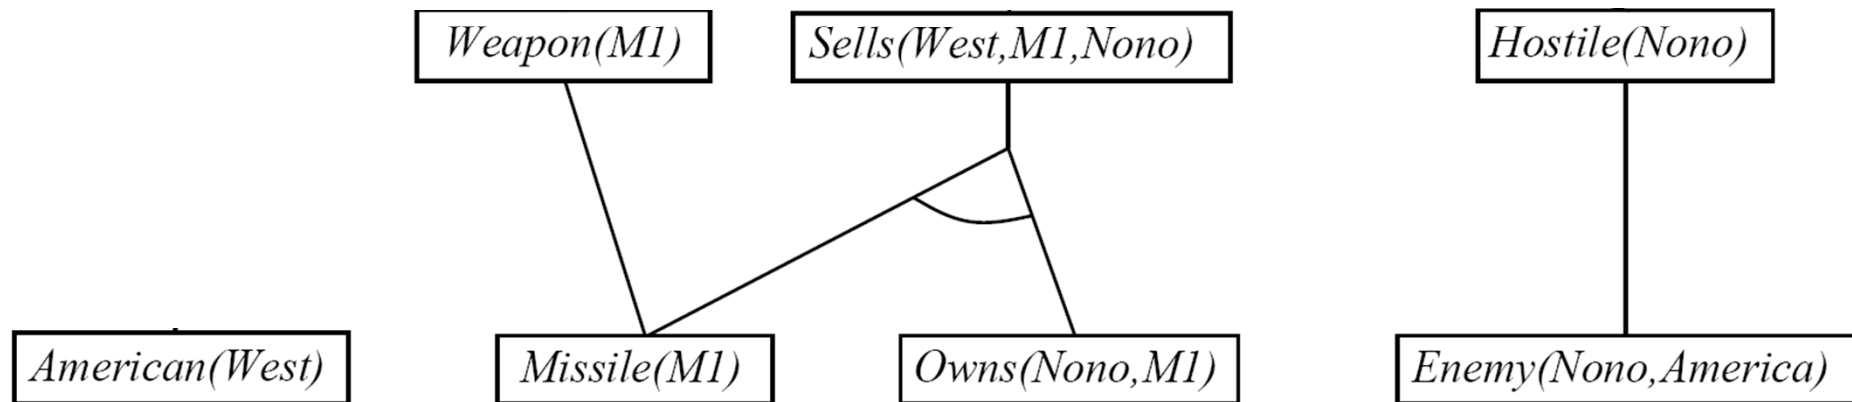 Weapon(M1)
Sells(West,M1,Nono)
Hostile(Nono)
American(West)
Missile(M1)
Owns(Nono,M1)
Enemy(Nono,America)